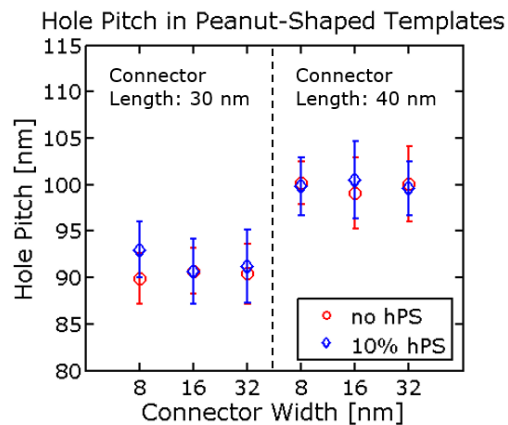 Hole Pitch in Peanut-Shaped Templates
115
110
105
100
95
90
85
80
Hole Pitch [nm]
Connector
Length: 30 nm
Connector
Length: 40 nm
no hPS
10% hPS
8 16 32 8 16 32
Connector Width [nm]